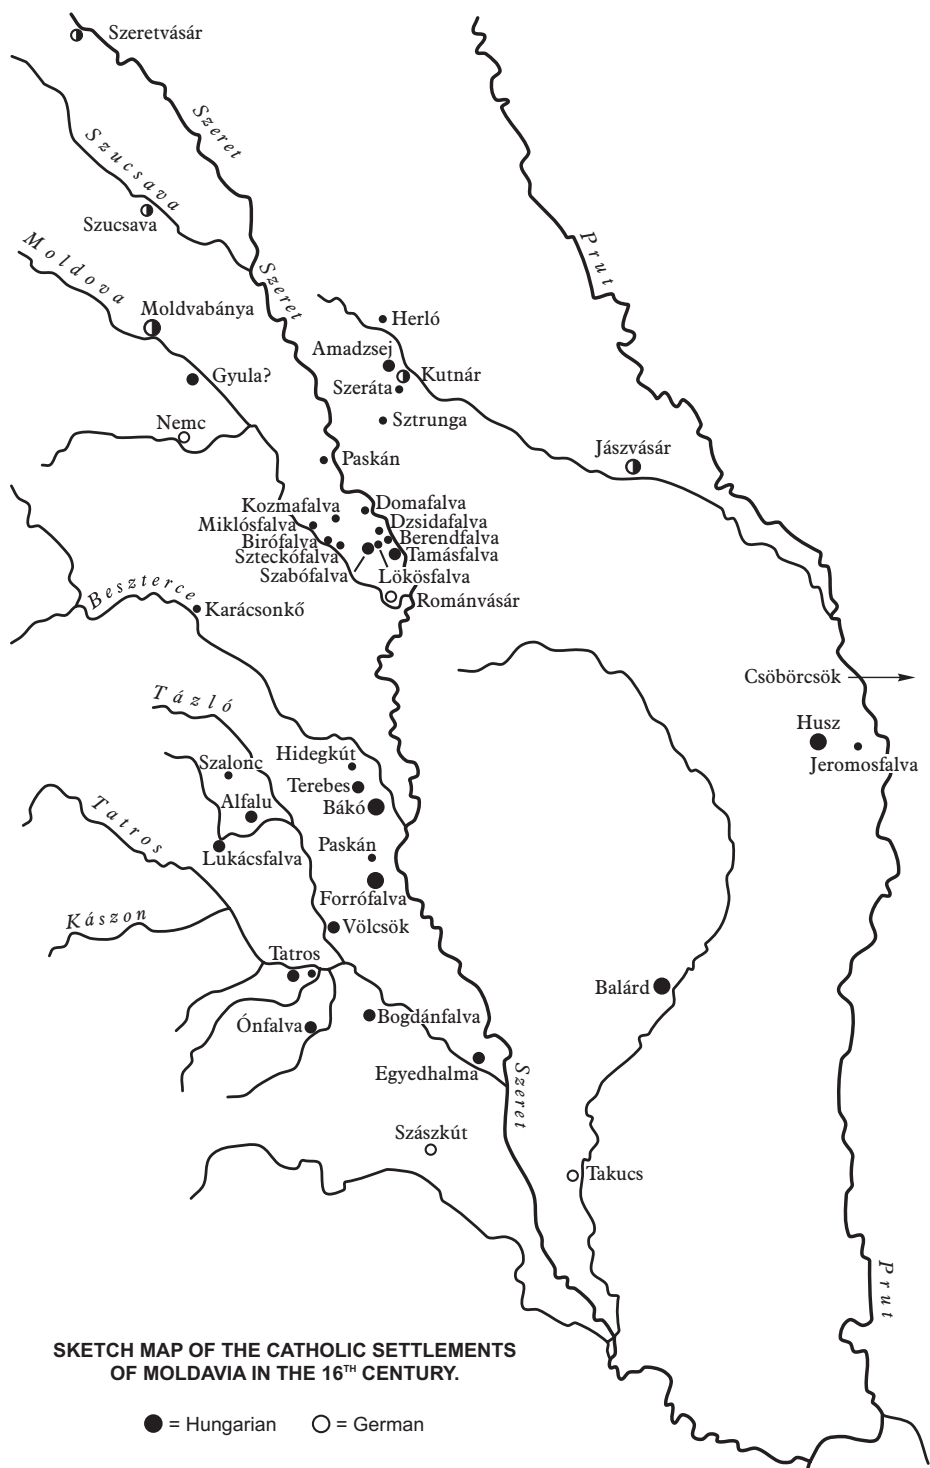 Szeretvásár
Szeret
Szucsava
Szucsava
Moldova
Szeret
Prut
Moldvabánya
Herló
Amadzsej
Gyula?
Kutnár
Szeráta
Nemc
Sztrunga
Jászvásár
Paskán
Kozmafalva
Domafalva
Miklósfalva
Dzsidafalva
Birófalva
Berendfalva
Szteckófalva
Tamásfalva
Szabófalva
Lökösfalva
Beszterce
Karácsonkő
Románvásár
Csöbörcsök
Tázló
Husz
Hidegkút
Jeromosfalva
Szalonc
Terebes
Alfalu
Bákó
Tatros
Paskán
Lukácsfalva
Forrófalva
Kászon
Völcsök
Tatros
Balárd
Ónfalva
Bogdánfalva
Egyedhalma
Szeret
Szászkút
Takucs
Prut
SKETCH MAP OF THE CATHOLIC SETTLEMENTS
OF MOLDAVIA IN THE 16TH CENTURY.
= Hungarian = German